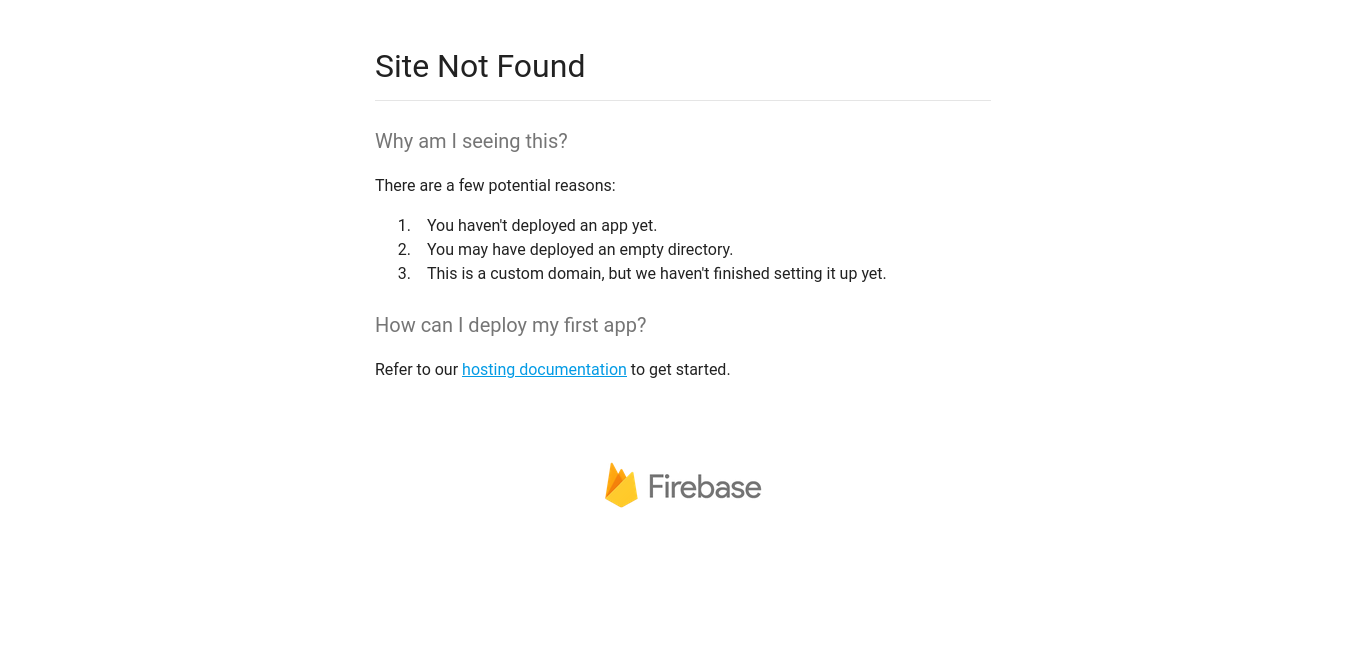 Site Not Found
Why am I seeing this?
There are a few potential reasons:
1. You haven't deployed an app yet.
2. You may have deployed an empty directory.
3. This is a custom domain, but we haven't finished setting it up yet.
How can I deploy my first app?
Refer to our hosting documentation to get started.
Firebase